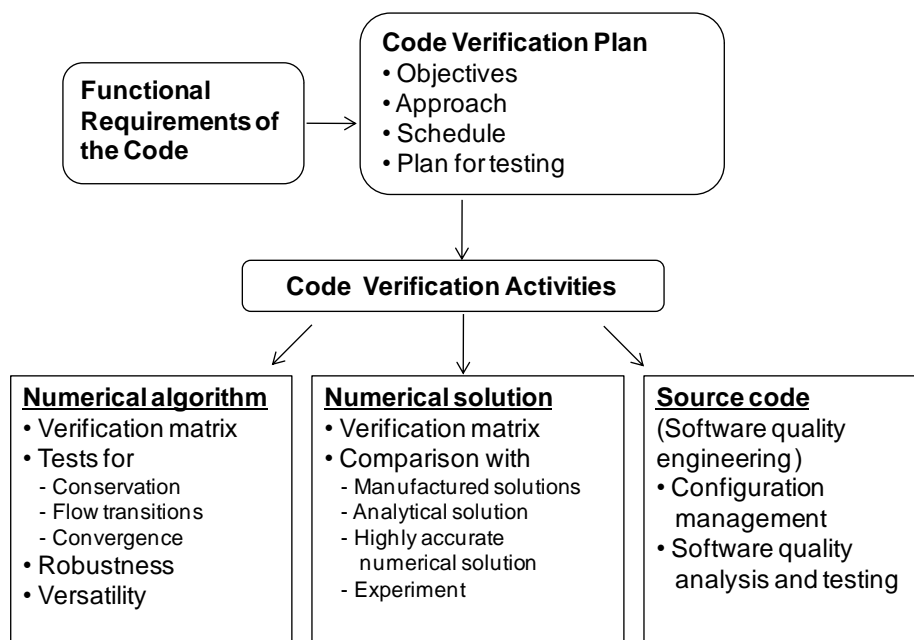 Functional
Requirements of
the Code
Code Verification Plan
• Objectives
• Approach
• Schedule
• Plan for testing
Code Verification Activities
Numerical algorithm
• Verification matrix
• Tests for
- Conservation
- Flow transitions
- Convergence
• Robustness
• Versatility
Numerical solution
• Verification matrix
• Comparison with
- Manufactured solutions
- Analytical solution
- Highly accurate
numerical solution
- Experiment
Source code
(Software quality
engineering)
• Configuration
management
• Software quality
analysis and testing